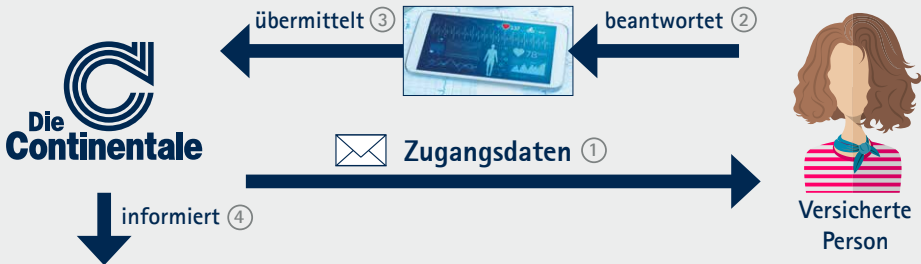 übermittelt 3
beantwortet 2
Die
Continentale
Zugangsdaten 1
informiert 4
Versicherte
Person